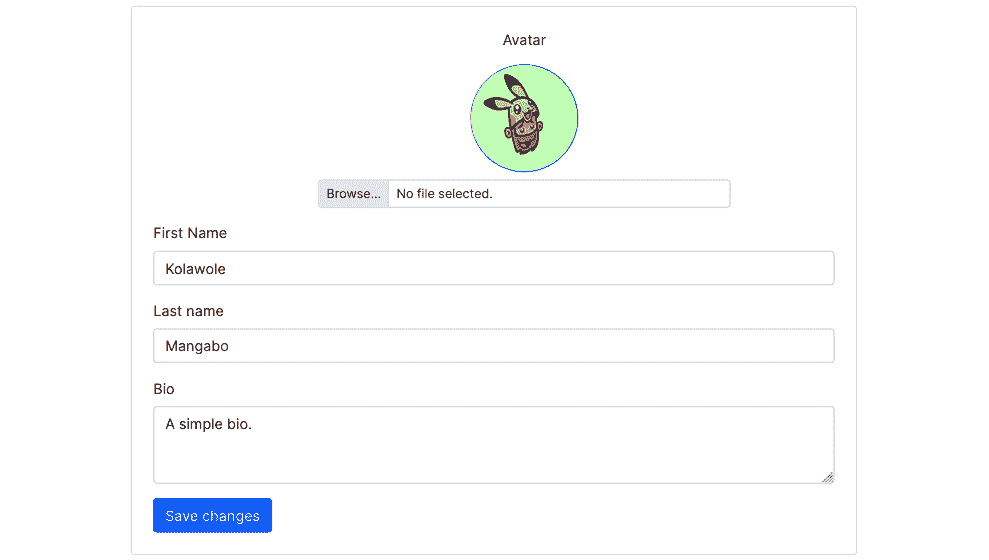 Avatar
Browse... No file selected.
First Name
Kolawole
Last name
Mangabo
Bio
A simple bio.
Save changes